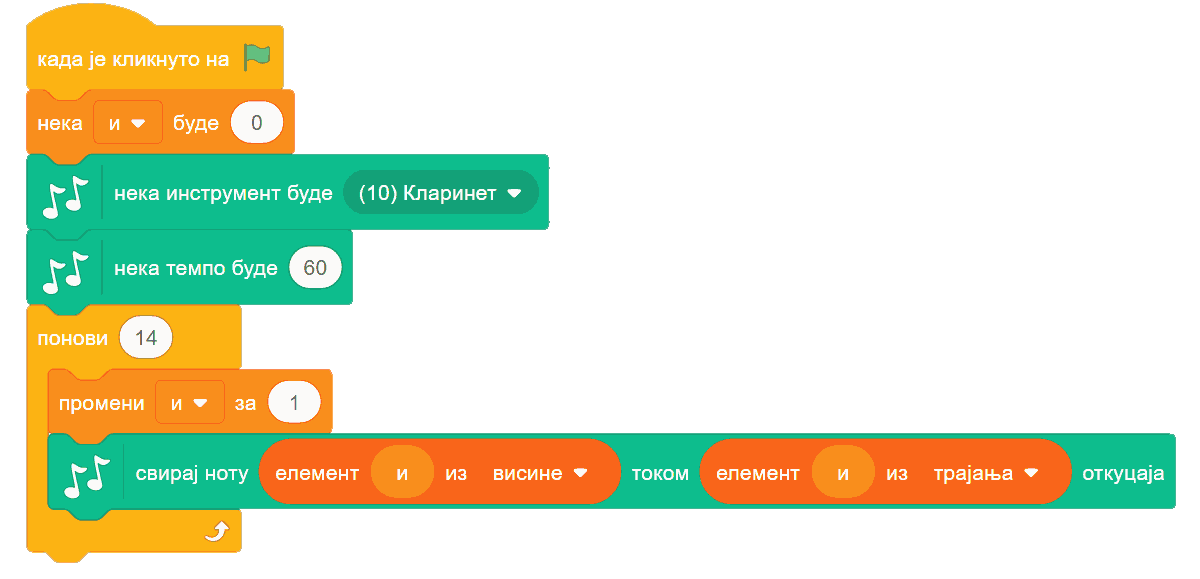 када је кликнуто на
нека и буде 0
нека инструмент буде (10) Кларинет
нека темпо буде 60
понови 14
промени и за 1
свирај ноту елемент и из висине током елемент и из трајања откуцаја